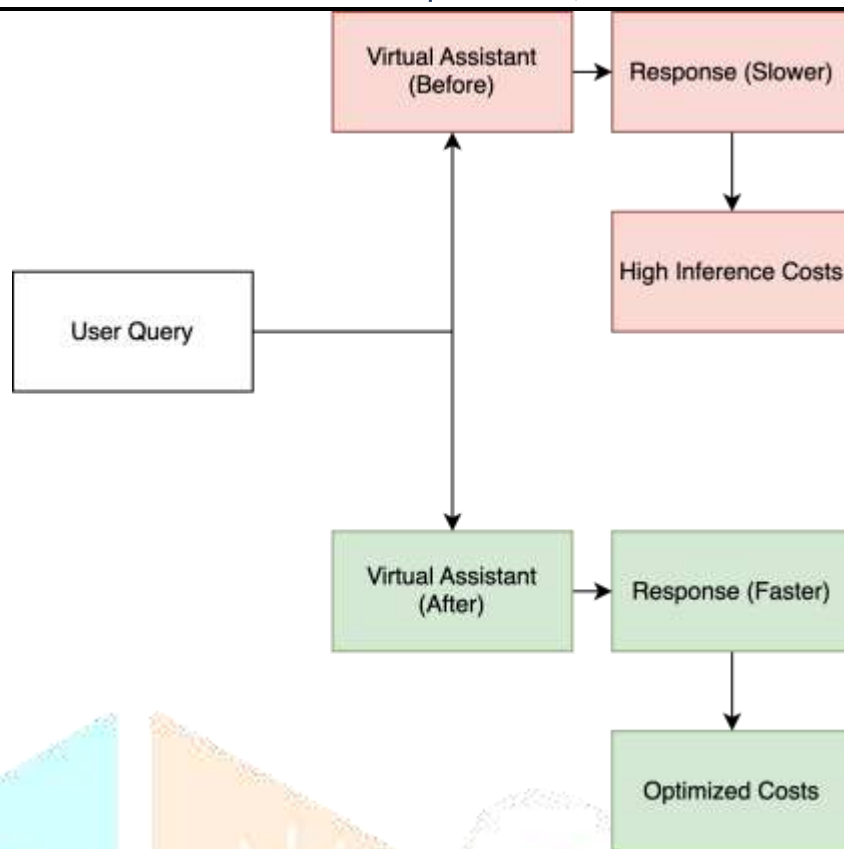 Virtual Assistant
(Before)
Response (Slower)
High Inference Costs
User Query
Virtual Assistant
(After)
Response (Faster)
Optimized Costs